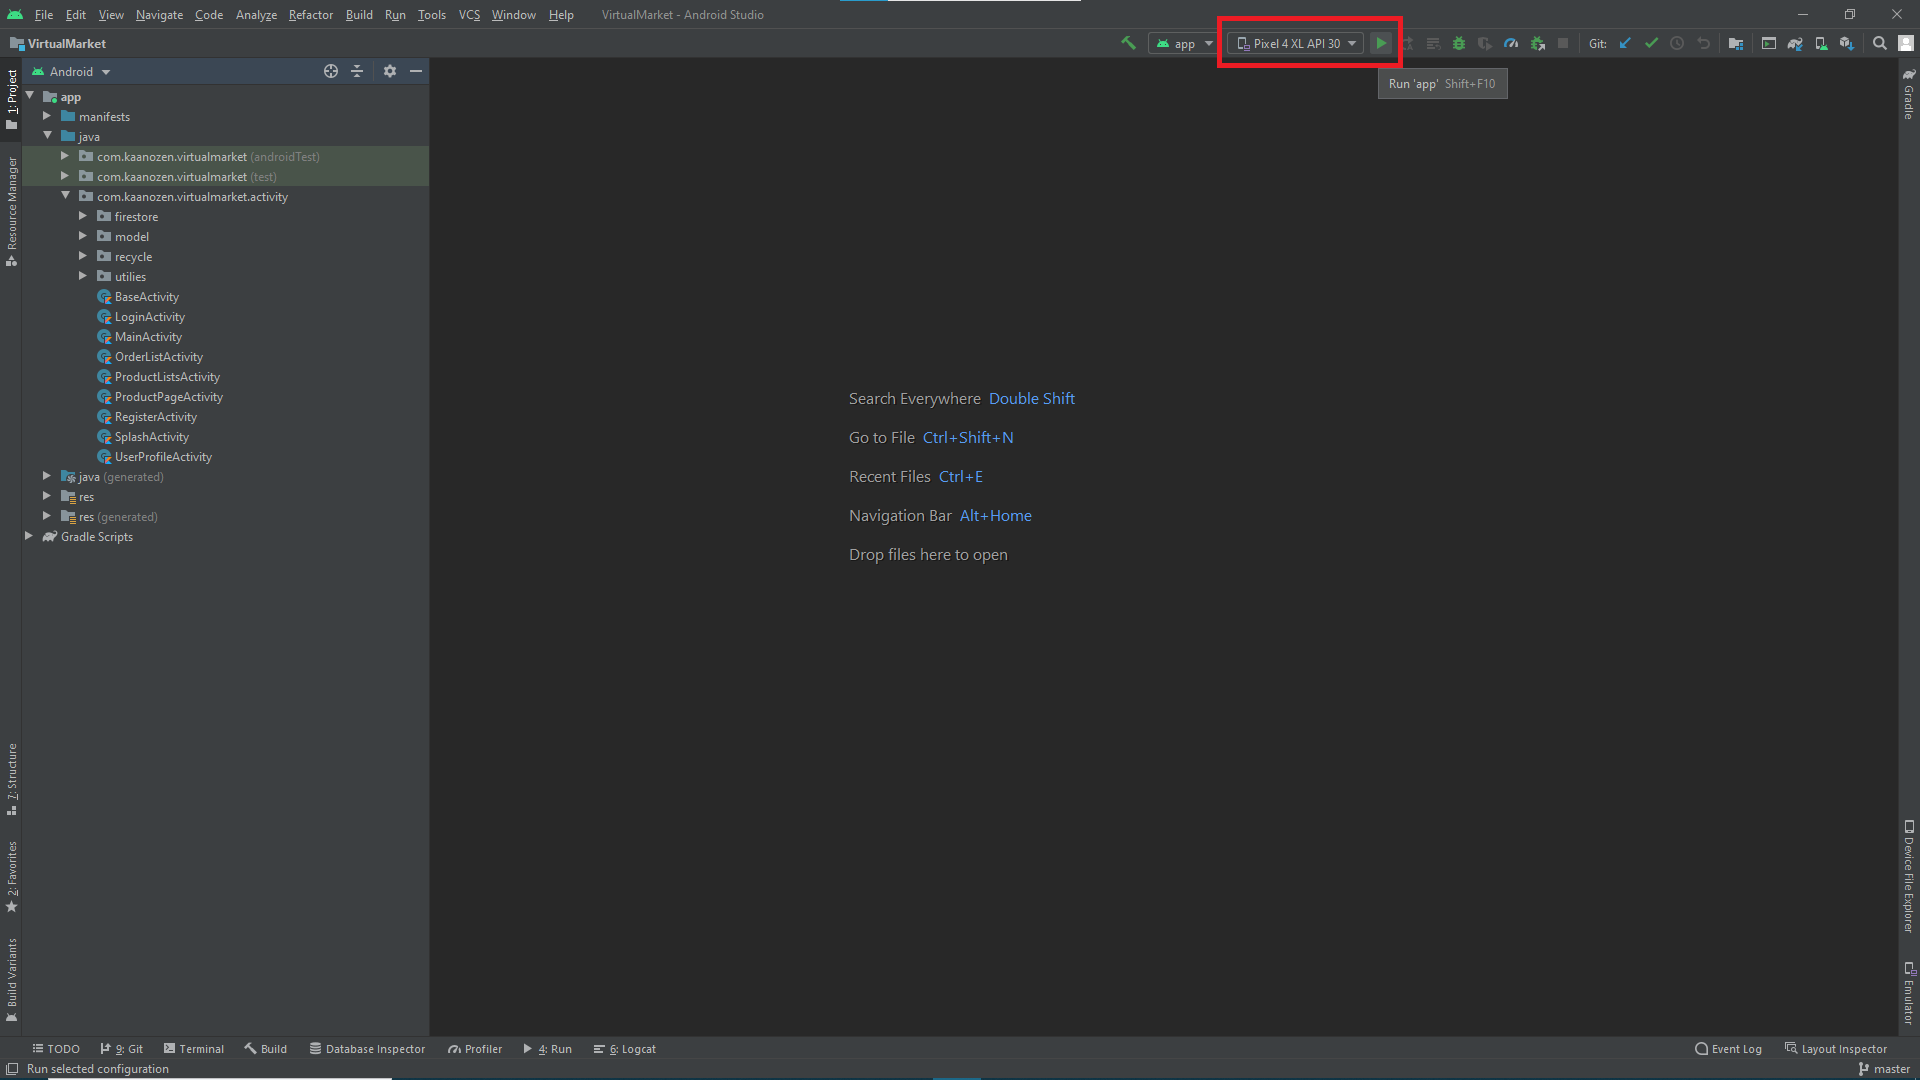 File Edit View Navigate Code Analyze Refactor Build Run Tools VCS Window Help VirtualMarket - Android Studio
VirtualMarket
app
Pixel 4 XL API 30
Git:
Run 'app' Shift+F10
Android
app
manifests
java
com.kaanozen.virtualmarket (androidTest)
com.kaanozen.virtualmarket (test)
com.kaanozen.virtualmarket.activity
firestore
model
recycle
utilies
BaseActivity
LoginActivity
MainActivity
OrderListActivity
ProductListsActivity
ProductPageActivity
RegisterActivity
SplashActivity
UserProfileActivity
java (generated)
res
res (generated)
Gradle Scripts
1: Project
Resource Manager
7: Structure
2: Favorites
Build Variants
Search Everywhere Double Shift
Go to File Ctrl+Shift+N
Recent Files Ctrl+E
Navigation Bar Alt+Home
Drop files here to open
Gradle
Device File Explorer
Emulator
TODO 9: Git Terminal Build Database Inspector Profiler 4: Run 6: Logcat Event Log Layout Inspector
Run selected configuration master